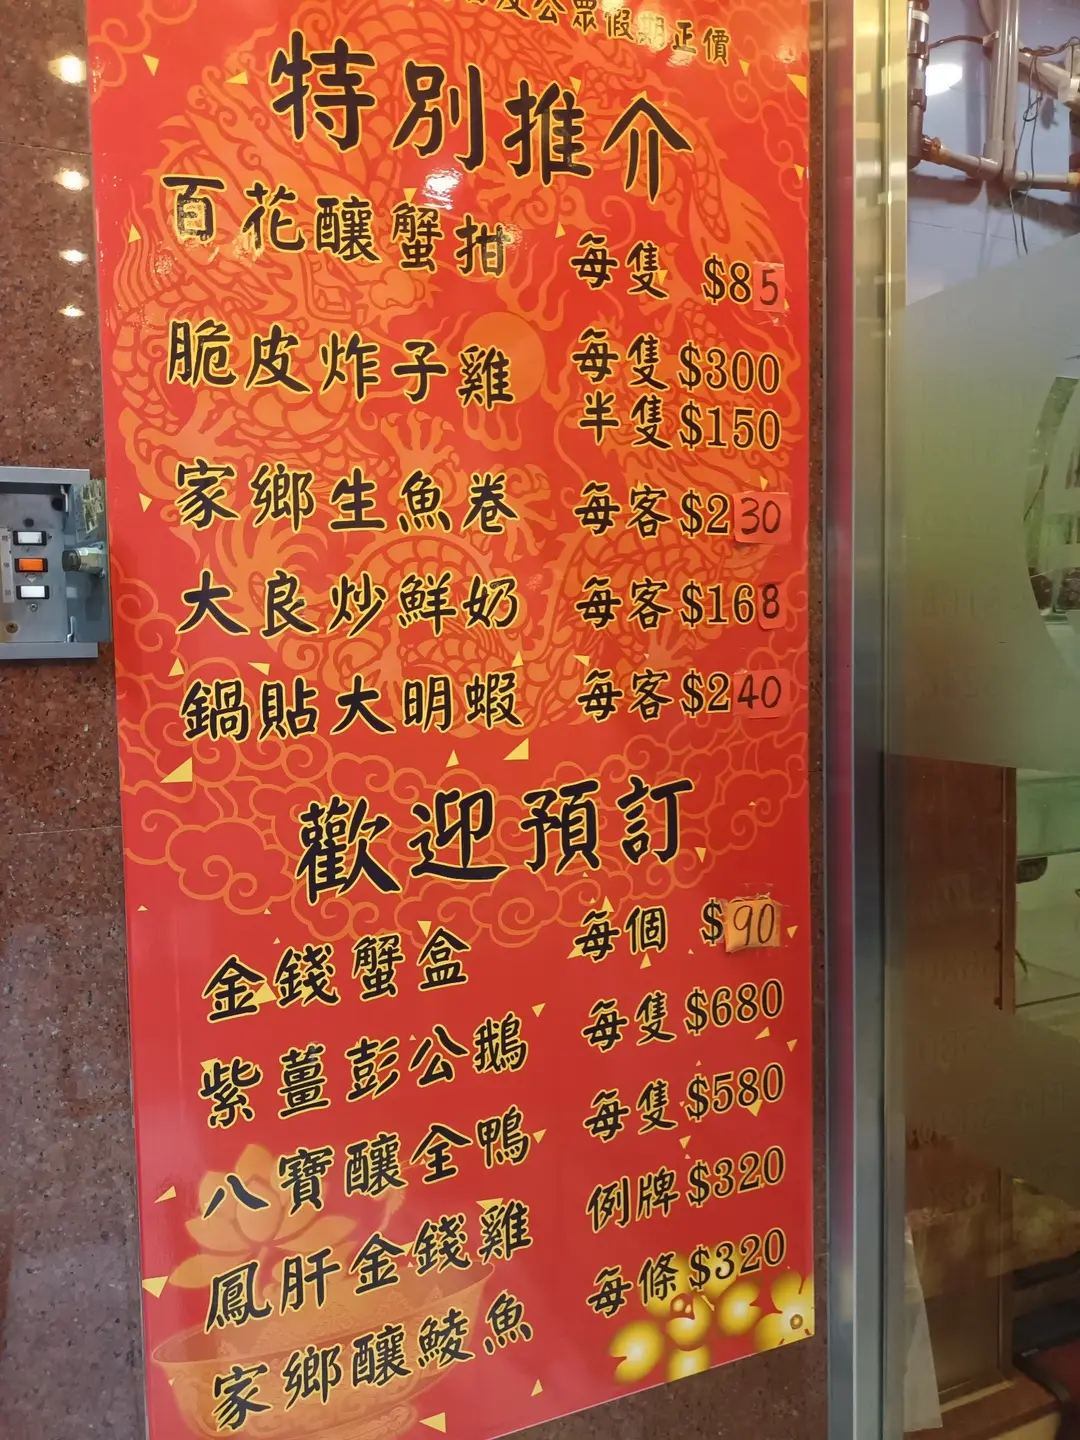 公眾假期正價
特別推介
百花釀蟹拑 每隻 $85
脆皮炸子雞 每隻 $300
半隻 $150
家鄉生魚卷 每客 $230
大良炒鮮奶 每客 $168
鍋貼大明蝦 每客 $240
歡迎預訂
金錢蟹盒 每個 $90
紫薑彭公鵝 每隻 $680
八寶釀全鴨 每隻 $580
鳳肝金錢雞 例牌 $320
家鄉釀鯪魚 每條 $320